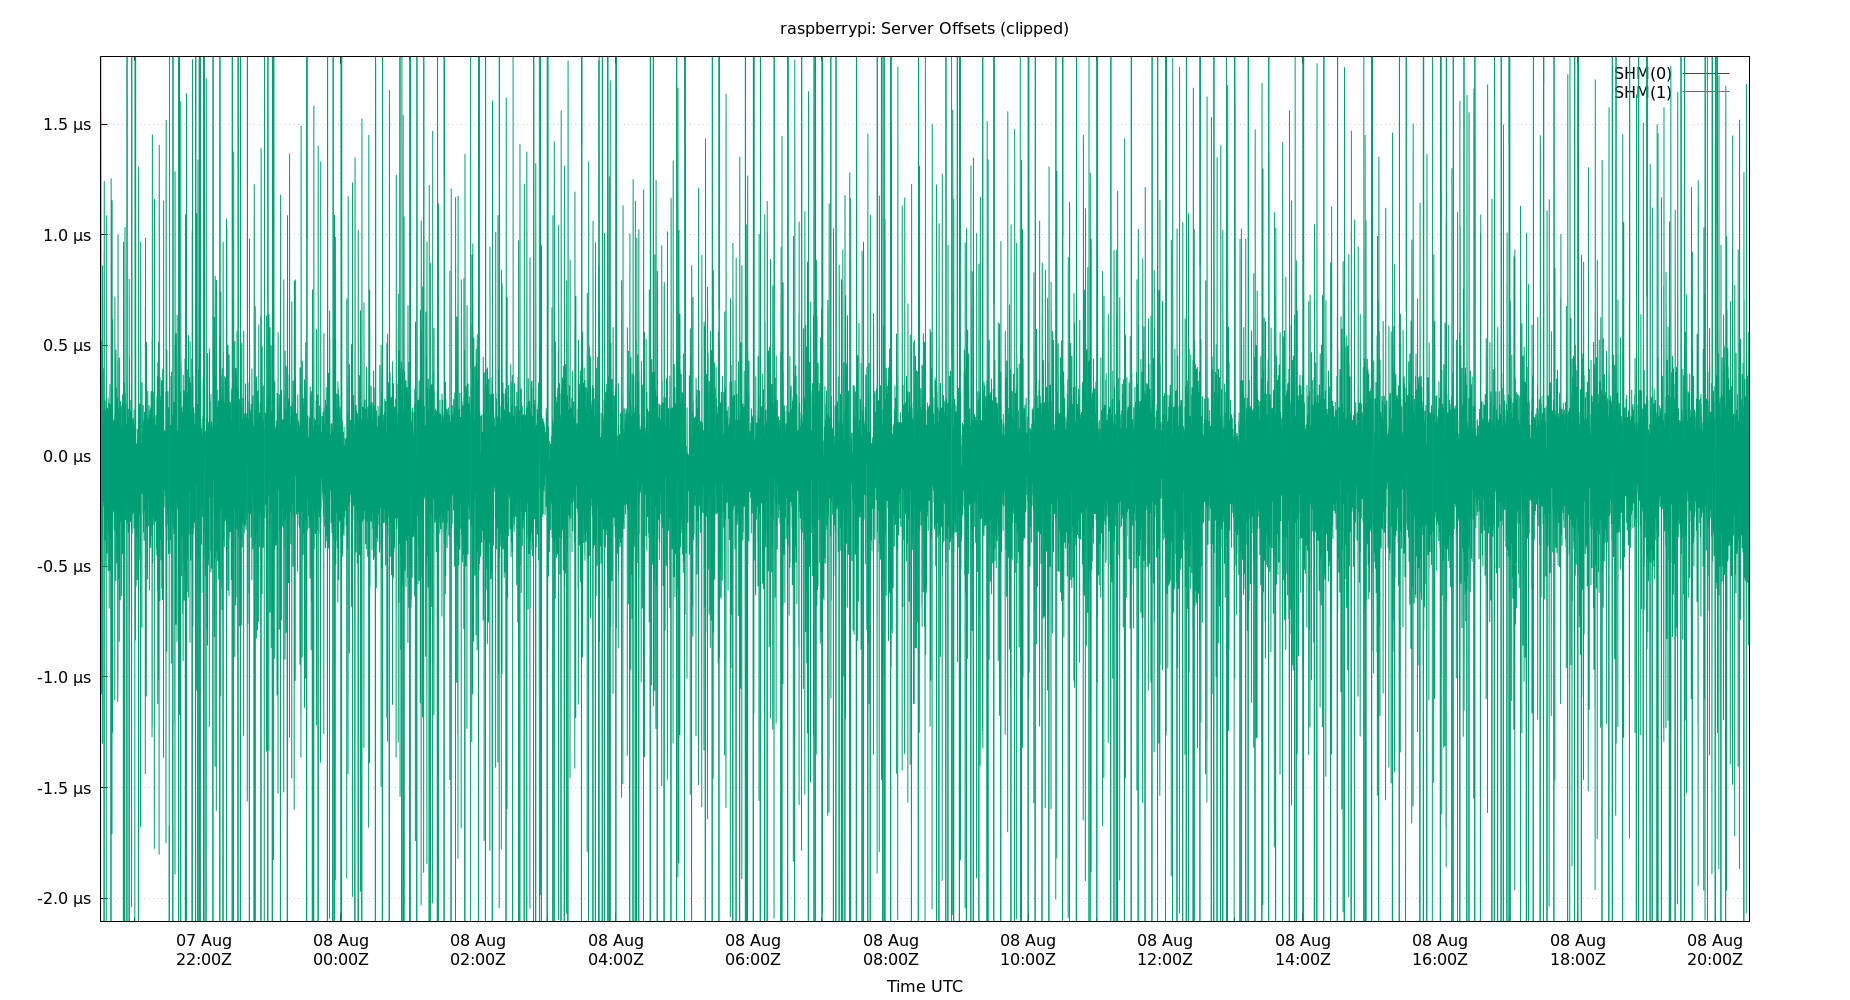 raspberrypi: Server Offsets (clipped)
SHM(0)
SHM(1)
1.5 µs
1.0 µs
0.5 µs
0.0 µs
-0.5 µs
-1.0 µs
-1.5 µs
-2.0 µs
07 Aug 08 Aug 08 Aug 08 Aug 08 Aug 08 Aug 08 Aug 08 Aug 08 Aug 08 Aug 08 Aug 08 Aug
22:00Z 00:00Z 02:00Z 04:00Z 06:00Z 08:00Z 10:00Z 12:00Z 14:00Z 16:00Z 18:00Z 20:00Z
Time UTC